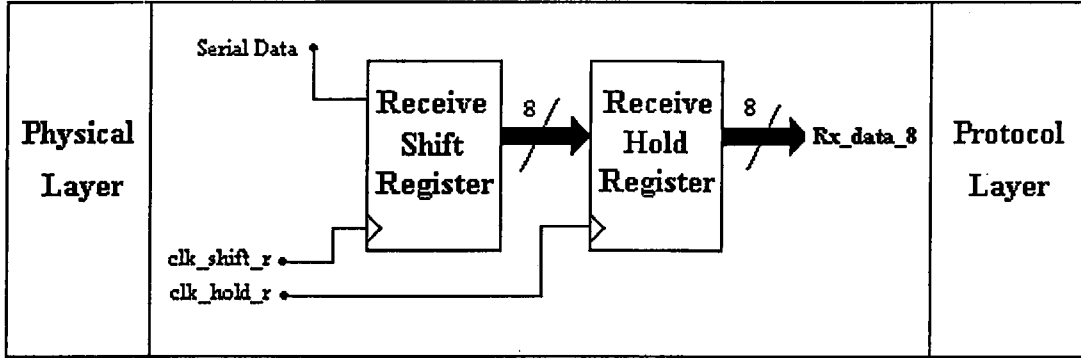 Physical
Layer
Serial Data
Receive
Shift
Register
8
Receive
Hold
Register
8
Rx_data_8
clk_shift_r
clk_hold_r
Protocol
Layer